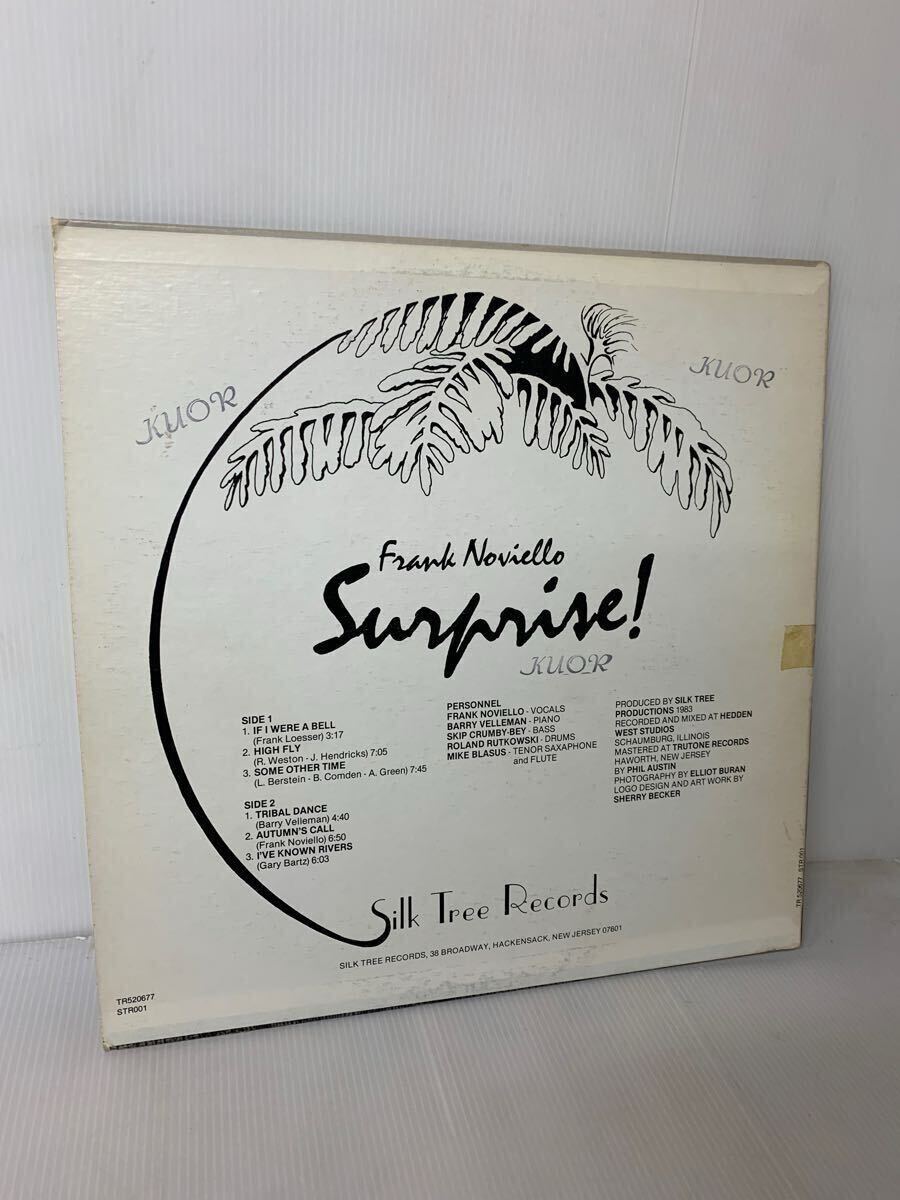 KUOR
KUOR
Frank Noviello
Surprise!
KUOR
SIDE 1
1. IF I WERE A BELL
(Frank Loesser) 3:17
2. HIGH FLY
(R. Weston - J. Hendricks) 7:05
3. SOME OTHER TIME
(L. Berstein - B. Comden - A. Green) 7:45
SIDE 2
1. TRIBAL DANCE
(Barry Velleman) 4:40
2. AUTUMN'S CALL
(Frank Noviello) 6:50
3. I'VE KNOWN RIVERS
(Gary Bartz) 6:03
PERSONNEL
FRANK NOVIELLO - VOCALS
BARRY VELLEMAN - PIANO
SKIP CRUMBY-BEY - BASS
ROLAND RUTKOWSKI - DRUMS
MIKE BLASUS - TENOR SAXAPHONE
and FLUTE
PRODUCED BY SILK TREE
PRODUCTIONS 1983
RECORDED AND MIXED AT HEDDEN
WEST STUDIOS
SCHAUMBURG, ILLINOIS
MASTERED AT TRUTONE RECORDS
HAWORTH, NEW JERSEY
BY PHIL AUSTIN
PHOTOGRAPHY BY ELLIOT BURAN
LOGO DESIGN AND ART WORK BY
SHERRY BECKER
Silk Tree Records
SILK TREE RECORDS, 38 BROADWAY, HACKENSACK, NEW JERSEY 07601
TR520677
STR001
TR 520677 STR 001